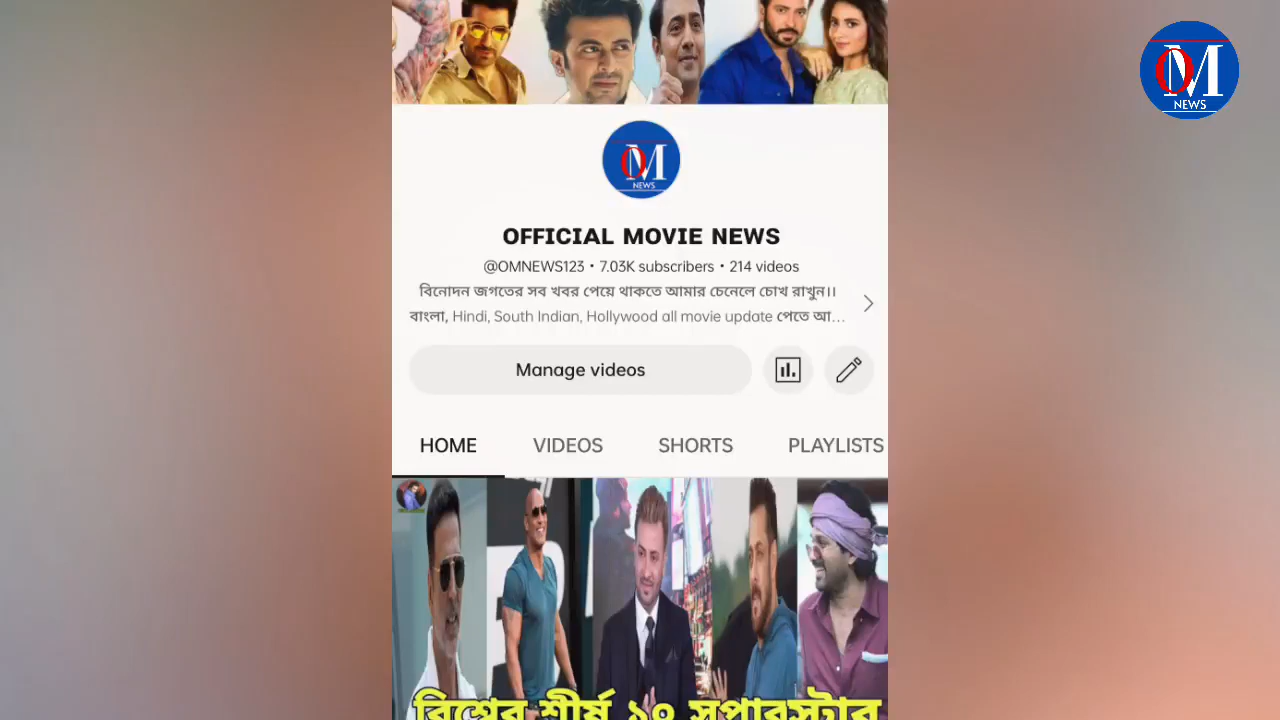 OM
NEWS
OM
NEWS
OFFICIAL MOVIE NEWS
@OMNEWS123 • 7.03K subscribers • 214 videos
বিনোদন জগতের সব খবর পেয়ে থাকতে আমার চেনেলে চোখ রাখুন।।
বাংলা, Hindi, South Indian, Hollywood all movie update পেতে আ...
Manage videos
HOME VIDEOS SHORTS PLAYLISTS
বিশ্বের শীর্ষ ১০ সুপারস্টার